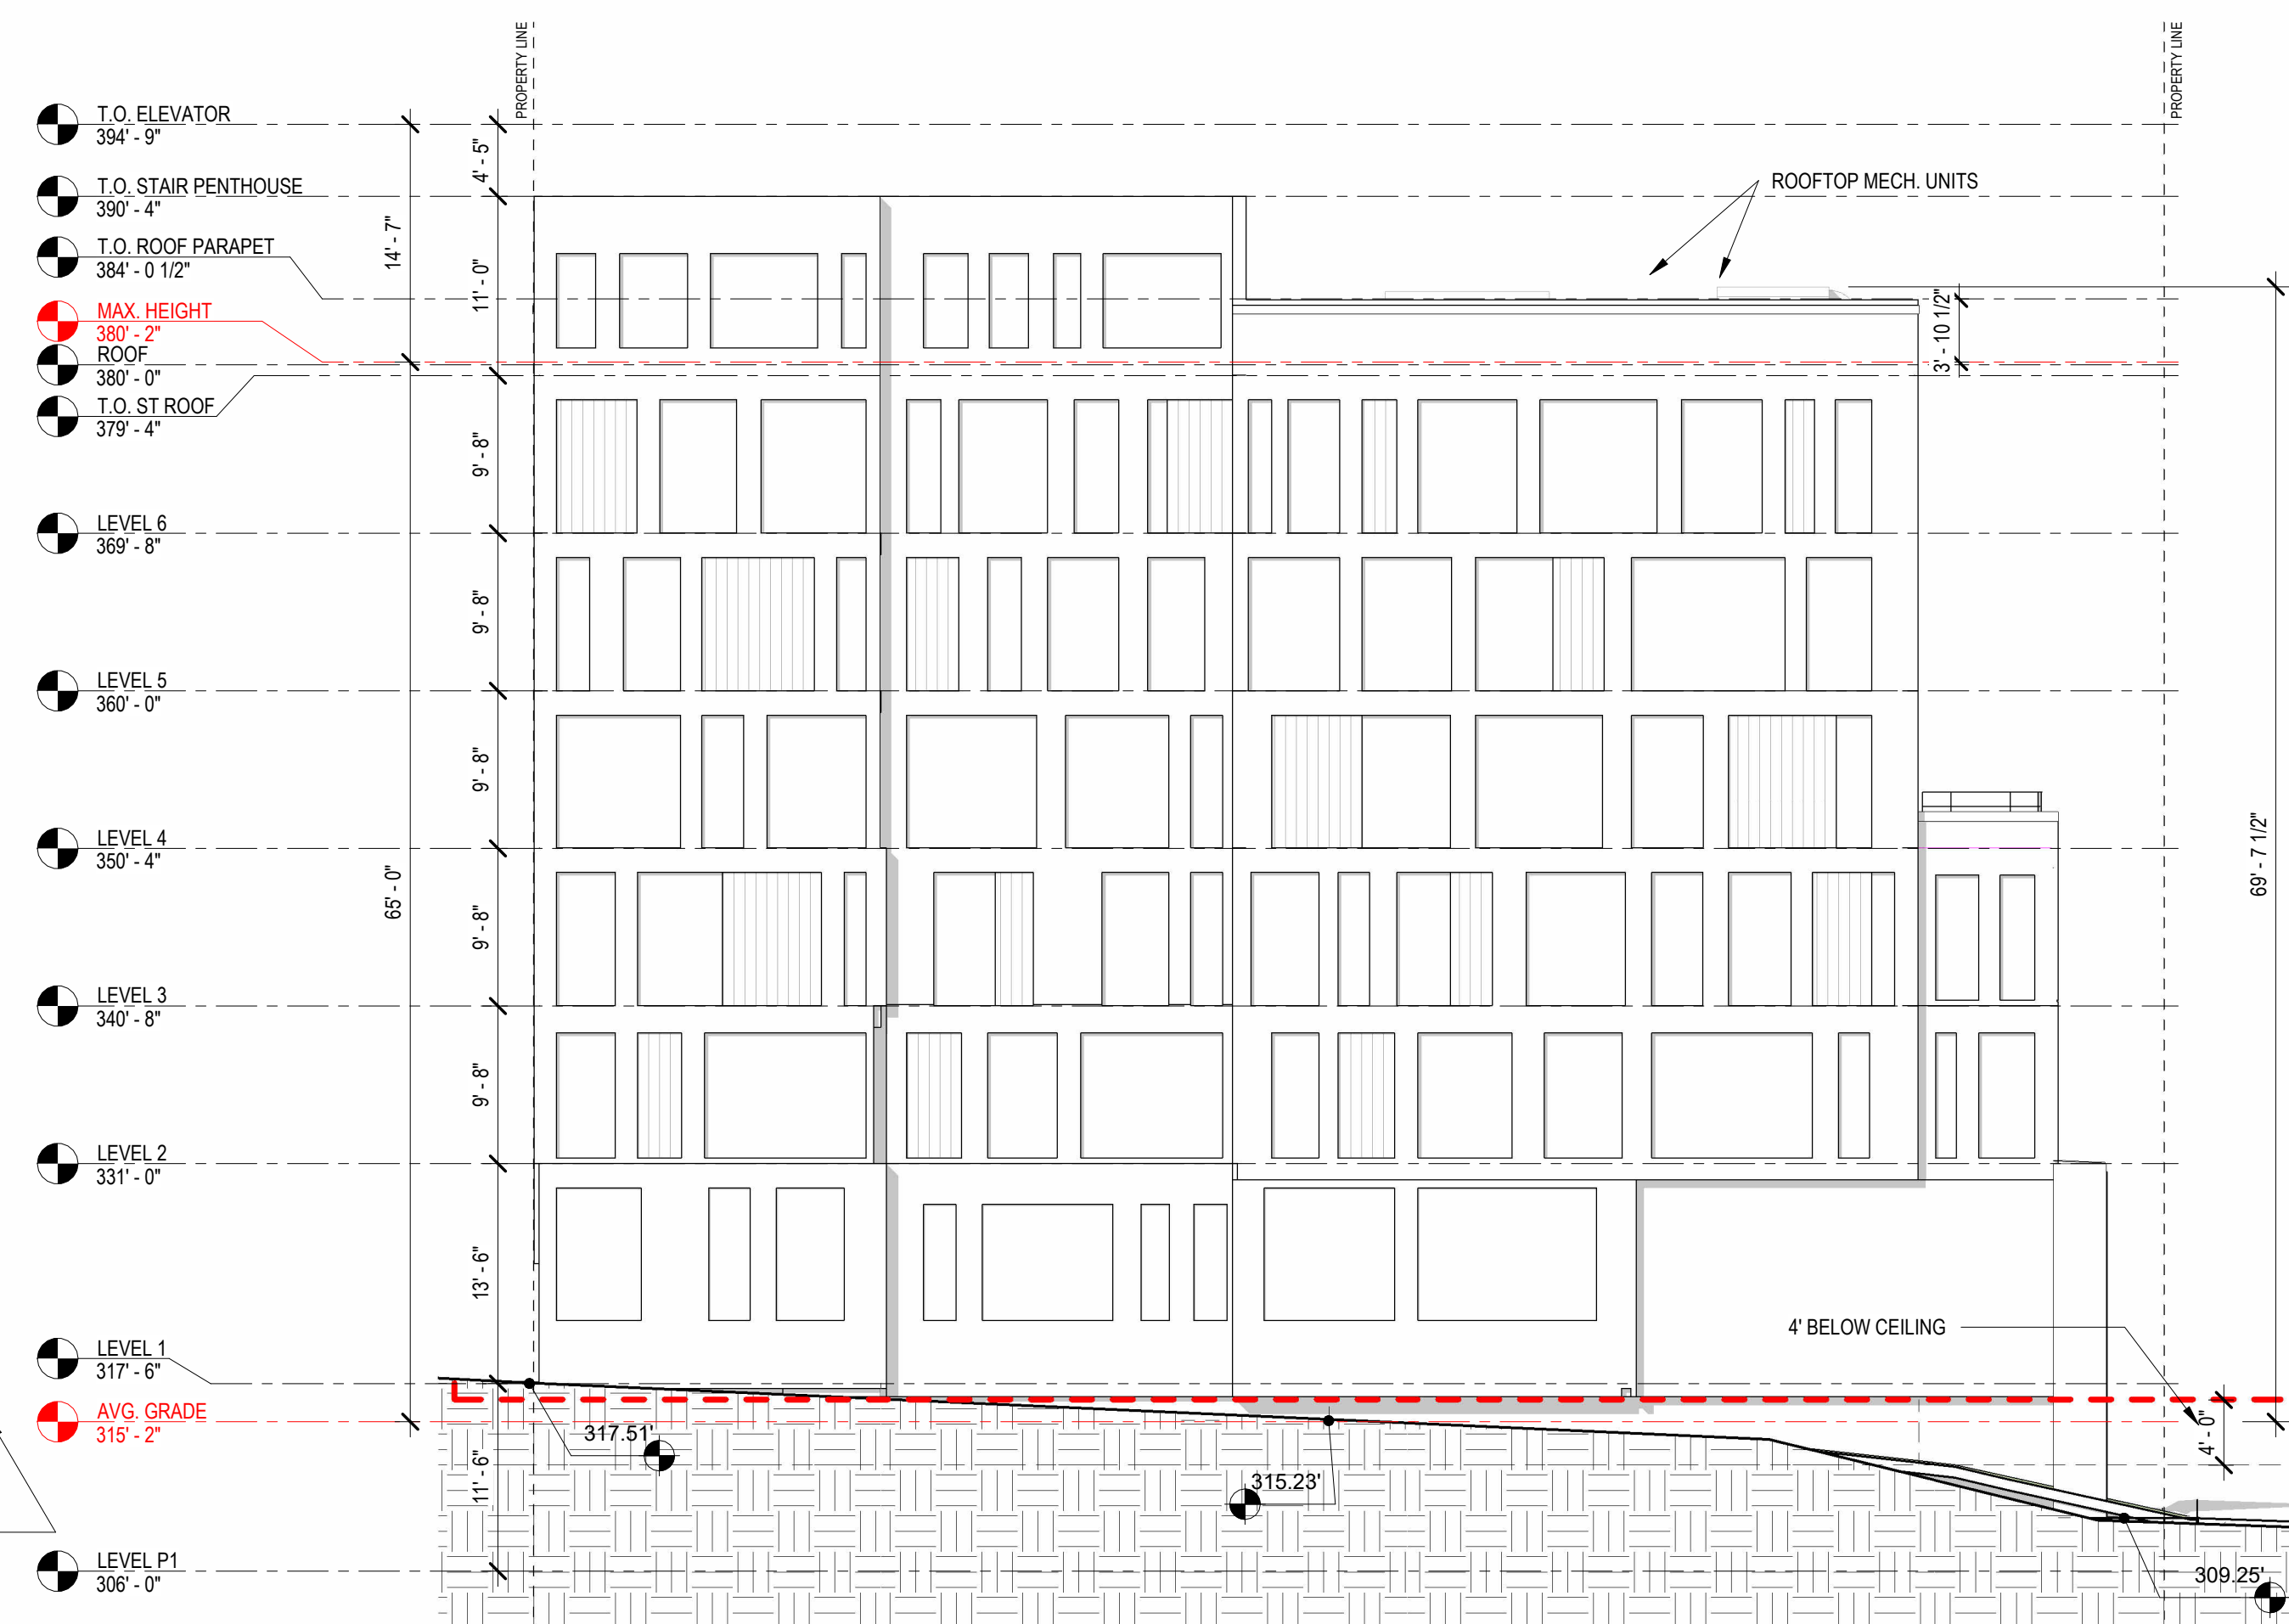 PROPERTY LINE
PROPERTY LINE
T.O. ELEVATOR
394' - 9"
T.O. STAIR PENTHOUSE
390' - 4"
T.O. ROOF PARAPET
384' - 0 1/2"
MAX. HEIGHT
380' - 2"
ROOF
380' - 0"
T.O. ST ROOF
379' - 4"
LEVEL 6
369' - 8"
LEVEL 5
360' - 0"
LEVEL 4
350' - 4"
LEVEL 3
340' - 8"
LEVEL 2
331' - 0"
LEVEL 1
317' - 6"
AVG. GRADE
315' - 2"
LEVEL P1
306' - 0"
14' - 7"
65' - 0"
4' - 5"
11' - 0"
9' - 8"
9' - 8"
9' - 8"
9' - 8"
9' - 8"
13' - 6"
11' - 6"
ROOFTOP MECH. UNITS
3' - 10 1/2"
69' - 7 1/2"
4' BELOW CEILING
4' - 0"
317.51'
315.23'
309.25'